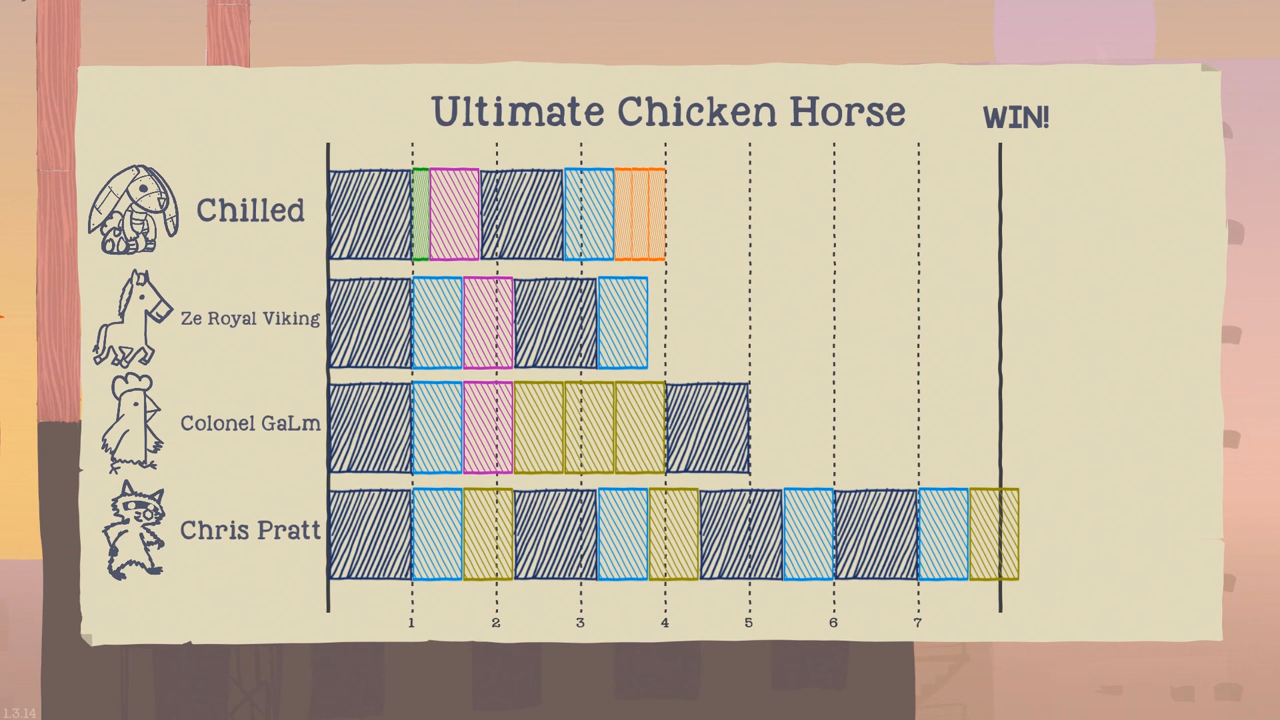 Ultimate Chicken Horse
WIN!
Chilled
Ze Royal Viking
Colonel GaLm
Chris Pratt
1 2 3 4 5 6 7
1.3.14